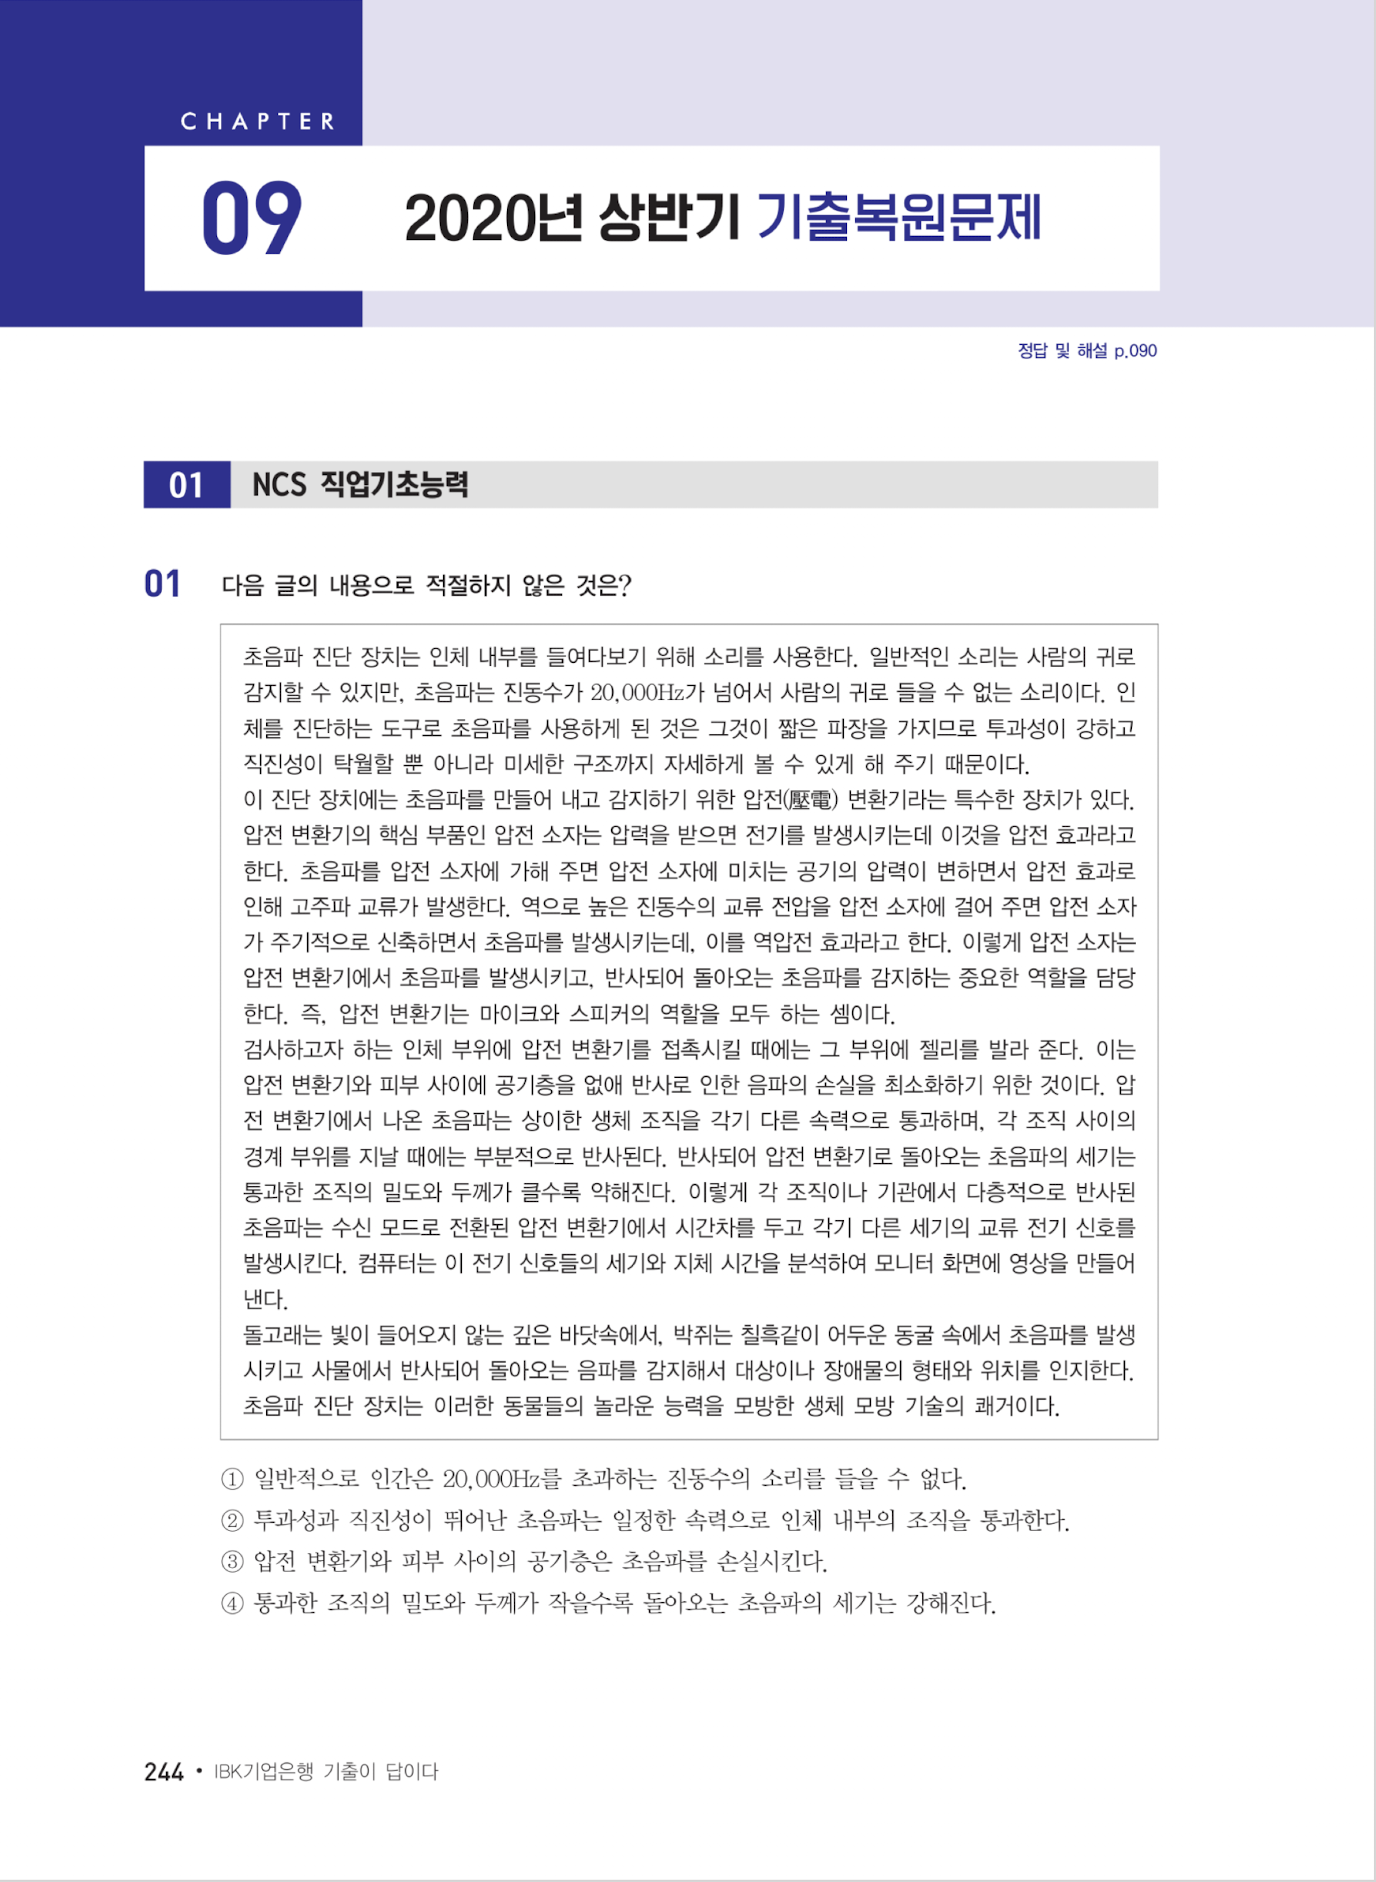 CHAPTER
09
2020년 상반기 기출복원문제
정답 및 해설 p.090
01 NCS 직업기초능력
01 다음 글의 내용으로 적절하지 않은 것은?
초음파 진단 장치는 인체 내부를 들여다보기 위해 소리를 사용한다. 일반적인 소리는 사람의 귀로
감지할 수 있지만, 초음파는 진동수가 20,000Hz가 넘어서 사람의 귀로 들을 수 없는 소리이다. 인
체를 진단하는 도구로 초음파를 사용하게 된 것은 그것이 짧은 파장을 가지므로 투과성이 강하고
직진성이 탁월할 뿐 아니라 미세한 구조까지 자세하게 볼 수 있게 해 주기 때문이다.
이 진단 장치에는 초음파를 만들어 내고 감지하기 위한 압전(壓電) 변환기라는 특수한 장치가 있다.
압전 변환기의 핵심 부품인 압전 소자는 압력을 받으면 전기를 발생시키는데 이것을 압전 효과라고
한다. 초음파를 압전 소자에 가해 주면 압전 소자에 미치는 공기의 압력이 변하면서 압전 효과로
인해 고주파 교류가 발생한다. 역으로 높은 진동수의 교류 전압을 압전 소자에 걸어 주면 압전 소자
가 주기적으로 신축하면서 초음파를 발생시키는데, 이를 역압전 효과라고 한다. 이렇게 압전 소자는
압전 변환기에서 초음파를 발생시키고, 반사되어 돌아오는 초음파를 감지하는 중요한 역할을 담당
한다. 즉, 압전 변환기는 마이크와 스피커의 역할을 모두 하는 셈이다.
검사하고자 하는 인체 부위에 압전 변환기를 접촉시킬 때에는 그 부위에 젤리를 발라 준다. 이는
압전 변환기와 피부 사이에 공기층을 없애 반사로 인한 음파의 손실을 최소화하기 위한 것이다. 압
전 변환기에서 나온 초음파는 상이한 생체 조직을 각기 다른 속력으로 통과하며, 각 조직 사이의
경계 부위를 지날 때에는 부분적으로 반사된다. 반사되어 압전 변환기로 돌아오는 초음파의 세기는
통과한 조직의 밀도와 두께가 클수록 약해진다. 이렇게 각 조직이나 기관에서 다층적으로 반사된
초음파는 수신 모드로 전환된 압전 변환기에서 시간차를 두고 각기 다른 세기의 교류 전기 신호를
발생시킨다. 컴퓨터는 이 전기 신호들의 세기와 지체 시간을 분석하여 모니터 화면에 영상을 만들어
낸다.
돌고래는 빛이 들어오지 않는 깊은 바닷속에서, 박쥐는 칠흑같이 어두운 동굴 속에서 초음파를 발생
시키고 사물에서 반사되어 돌아오는 음파를 감지해서 대상이나 장애물의 형태와 위치를 인지한다.
초음파 진단 장치는 이러한 동물들의 놀라운 능력을 모방한 생체 모방 기술의 쾌거이다.
① 일반적으로 인간은 20,000Hz를 초과하는 진동수의 소리를 들을 수 없다.
② 투과성과 직진성이 뛰어난 초음파는 일정한 속력으로 인체 내부의 조직을 통과한다.
③ 압전 변환기와 피부 사이의 공기층은 초음파를 손실시킨다.
④ 통과한 조직의 밀도와 두께가 작을수록 돌아오는 초음파의 세기는 강해진다.
244 • IBK기업은행 기출이 답이다